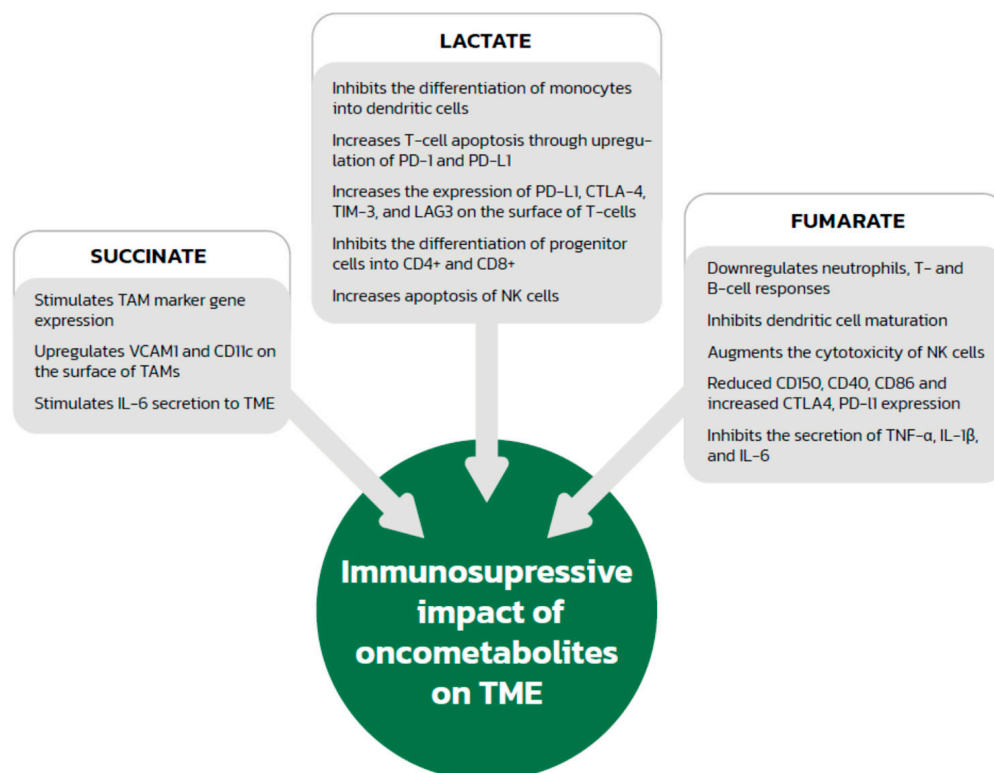 SUCCINATE
Stimulates TAM marker gene
expression
Upregulates VCAM1 and CD11c on
the surface of TAMs
Stimulates IL-6 secretion to TME
LACTATE
Inhibits the differentiation of monocytes
into dendritic cells
Increases T-cell apoptosis through upregu-
lation of PD-1 and PD-L1
Increases the expression of PD-L1, CTLA-4,
TIM-3, and LAG3 on the surface of T-cells
Inhibits the differentiation of progenitor
cells into CD4+ and CD8+
Increases apoptosis of NK cells
FUMARATE
Downregulates neutrophils, T- and
B-cell responses
Inhibits dendritic cell maturation
Augments the cytotoxicity of NK cells
Reduced CD150, CD40, CD86 and
increased CTLA4, PD-l1 expression
Inhibits the secretion of TNF-α, IL-1β,
and IL-6
Immunosupressive
impact of
oncometabolites
on TME